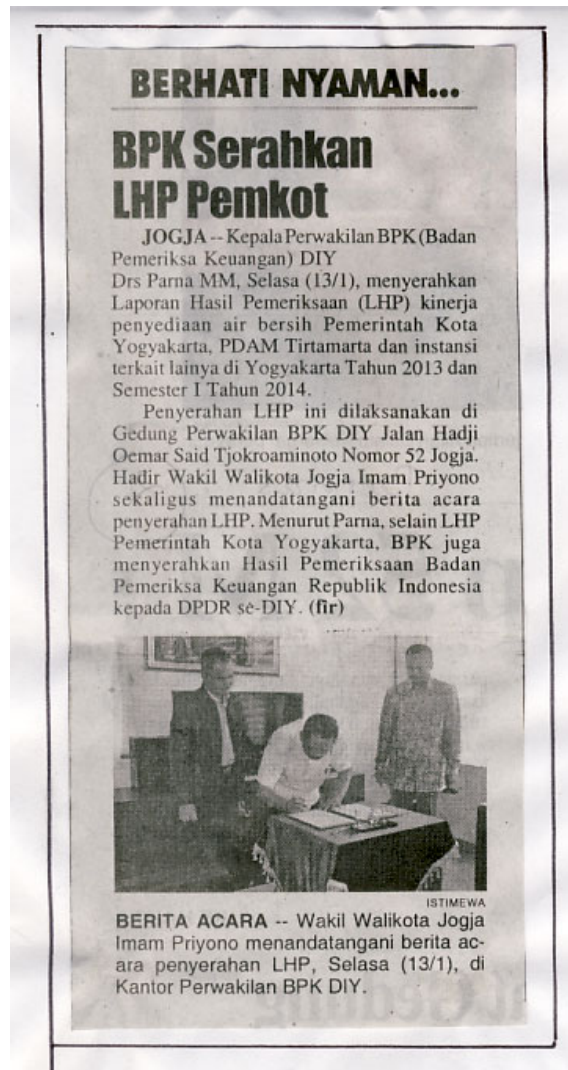 BERHATI NYAMAN...
BPK Serahkan
LHP Pemkot
JOGJA -- Kepala Perwakilan BPK (Badan
Pemeriksa Keuangan) DIY
Drs Parna MM, Selasa (13/1), menyerahkan
Laporan Hasil Pemeriksaan (LHP) kinerja
penyediaan air bersih Pemerintah Kota
Yogyakarta, PDAM Tirtamarta dan instansi
terkait lainya di Yogyakarta Tahun 2013 dan
Semester I Tahun 2014.
Penyerahan LHP ini dilaksanakan di
Gedung Perwakilan BPK DIY Jalan Hadji
Oemar Said Tjokroaminoto Nomor 52 Jogja.
Hadir Wakil Walikota Jogja Imam Priyono
sekaligus menandatangani berita acara
penyerahan LHP. Menurut Parna, selain LHP
Pemerintah Kota Yogyakarta, BPK juga
menyerahkan Hasil Pemeriksaan Badan
Pemeriksa Keuangan Republik Indonesia
kepada DPDR se-DIY. (fir)
ISTIMEWA
BERITA ACARA -- Wakil Walikota Jogja
Imam Priyono menandatangani berita ac-
ara penyerahan LHP, Selasa (13/1), di
Kantor Perwakilan BPK DIY.